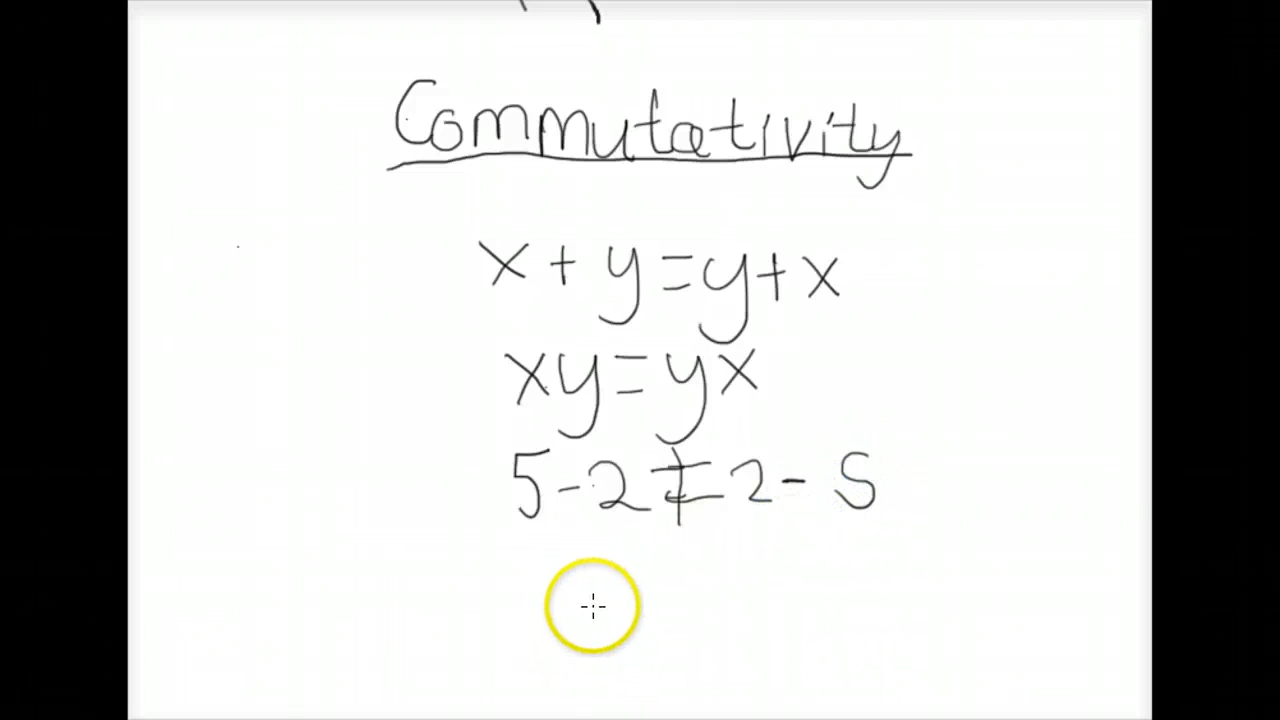 Commutativity
x + y = y + x
xy = yx
5 - 2 ≠ 2 - 5